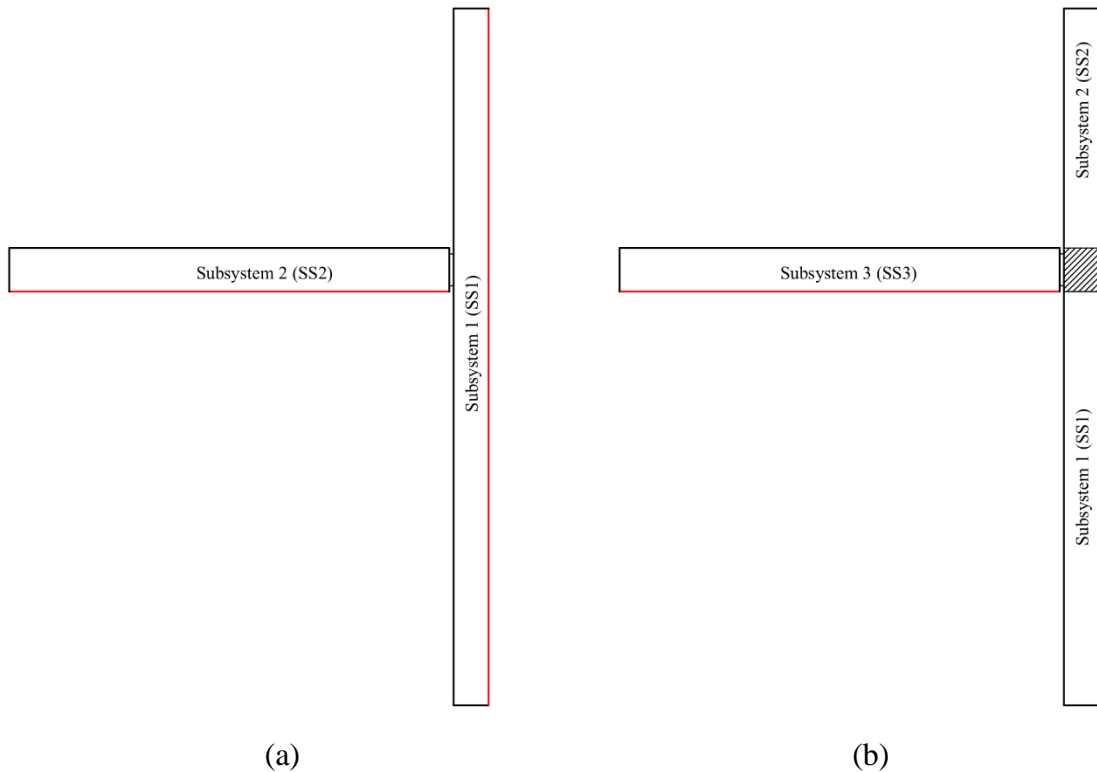 Subsystem 2 (SS2)
Subsystem 1 (SS1)
(a)
Subsystem 2 (SS2)
Subsystem 3 (SS3)
Subsystem 1 (SS1)
(b)